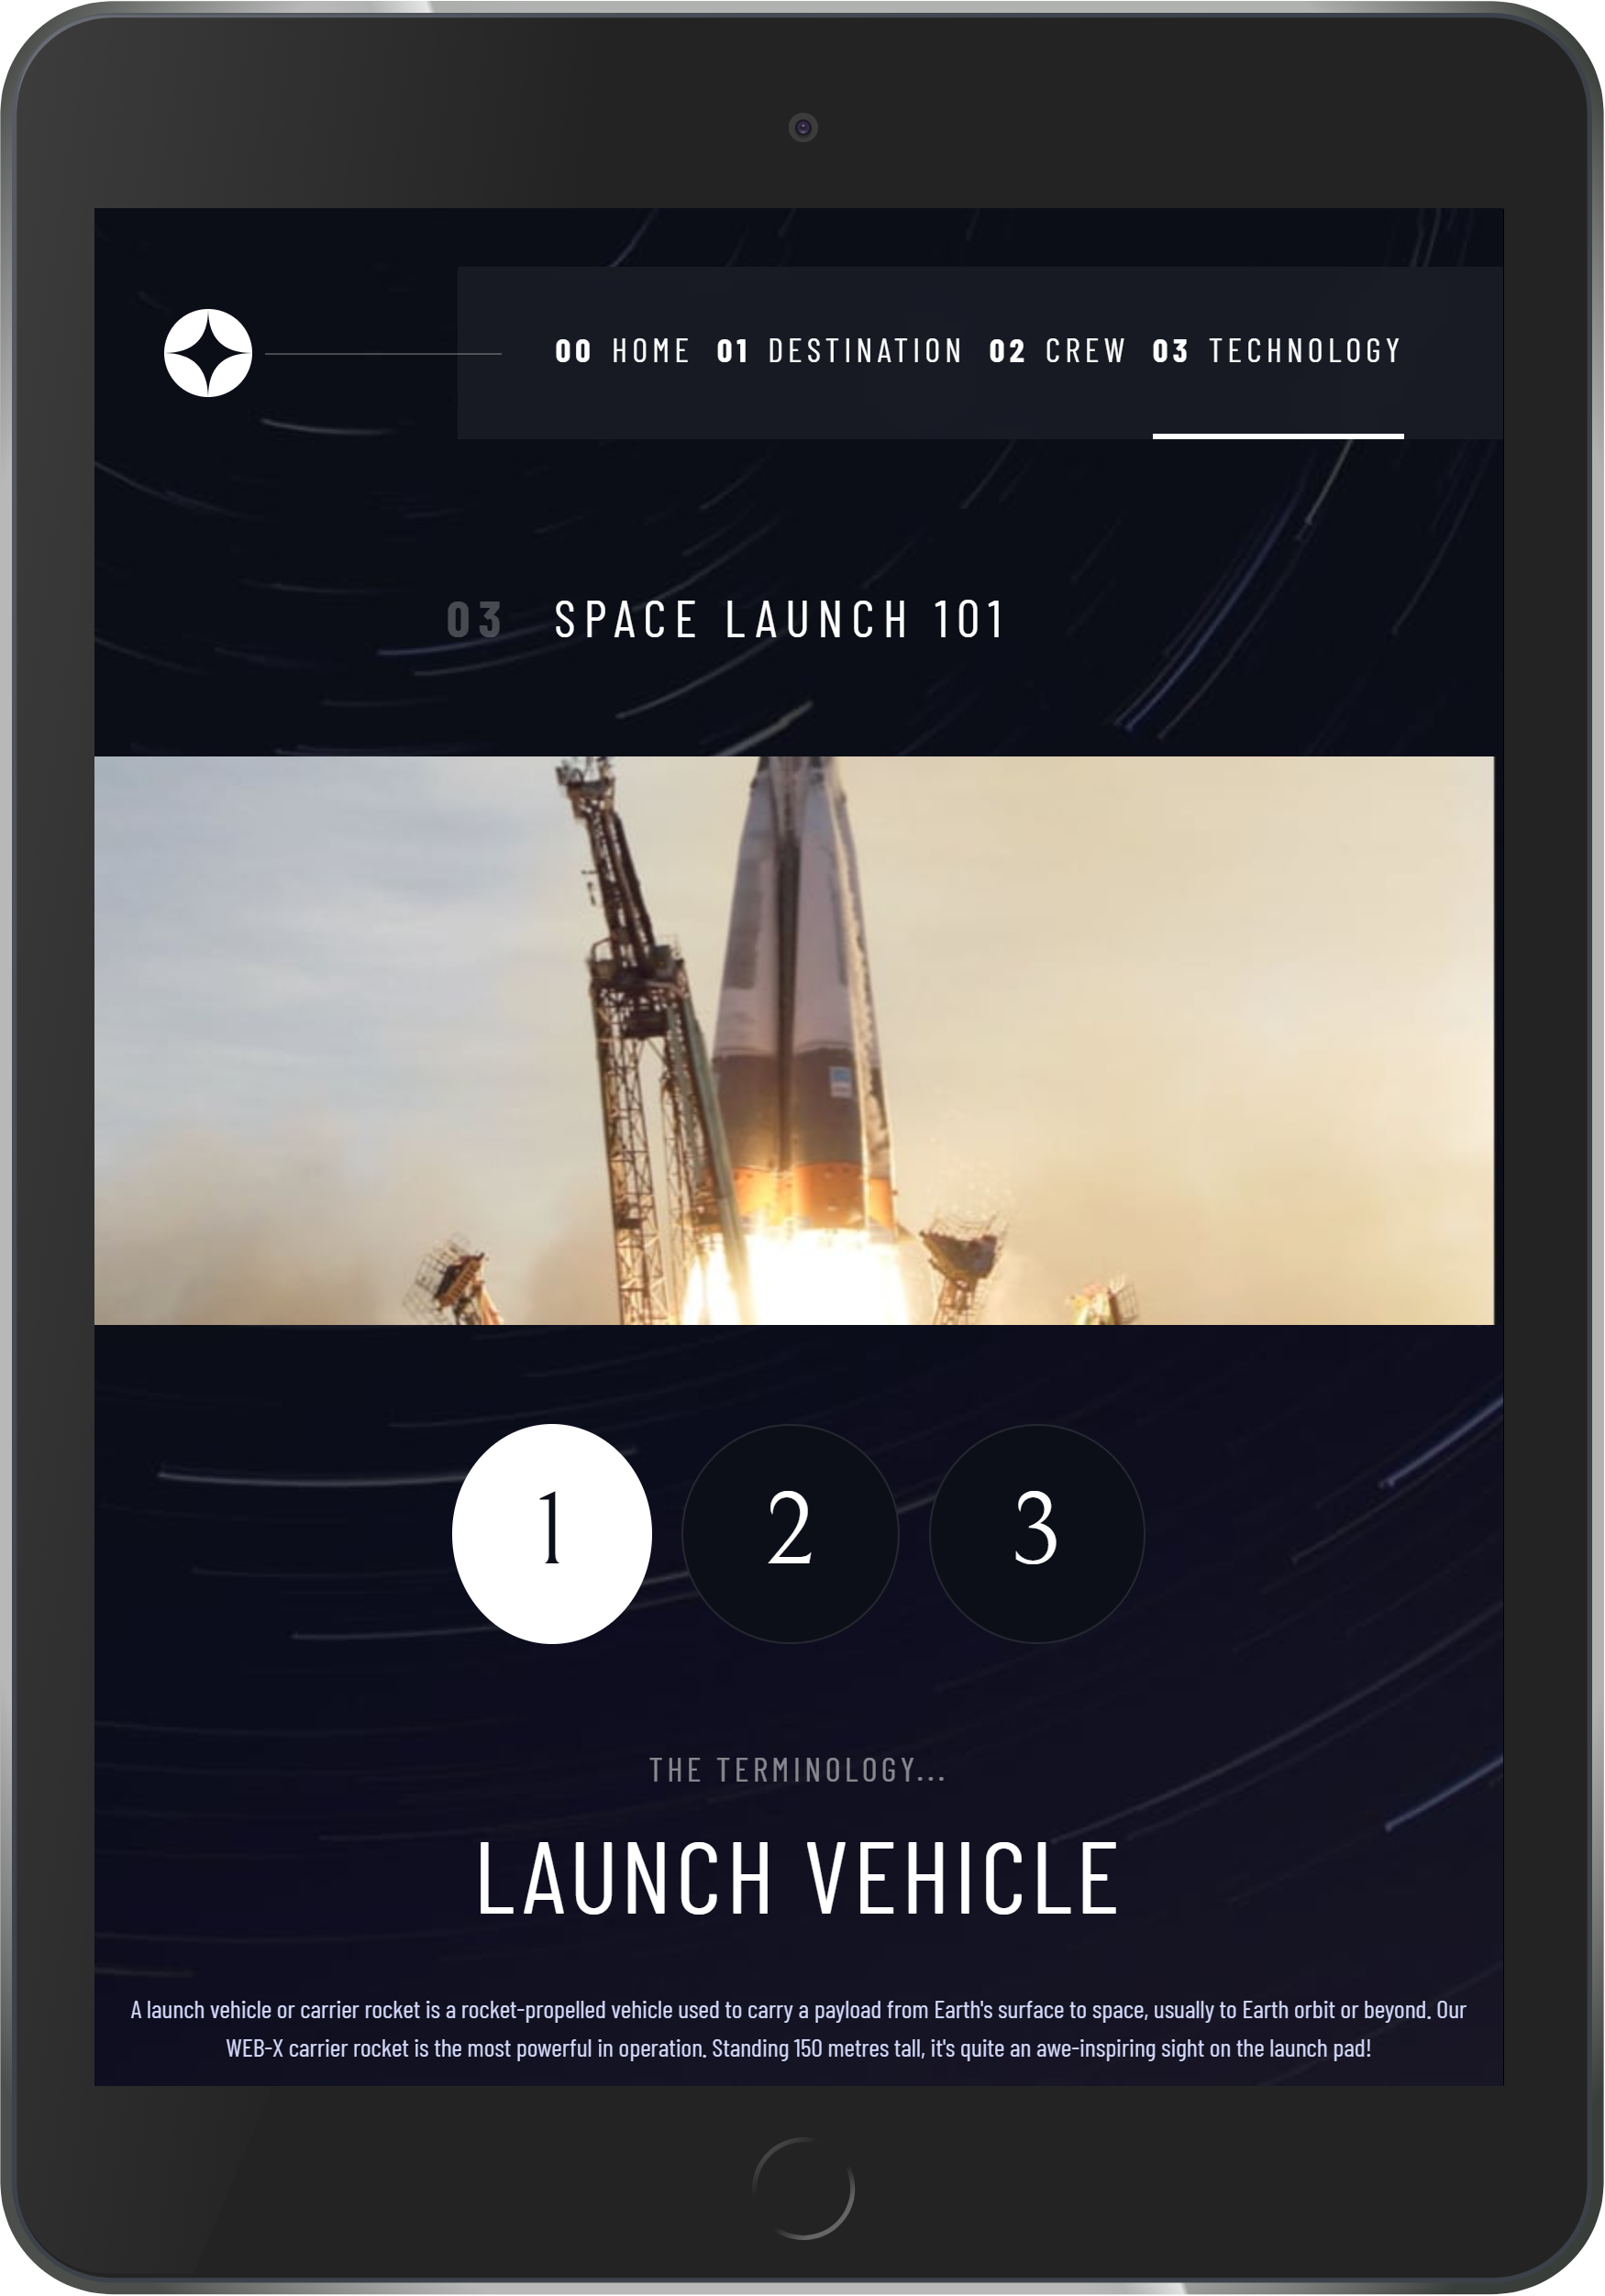 00 HOME 01 DESTINATION 02 CREW 03 TECHNOLOGY
03 SPACE LAUNCH 101
1 2 3
THE TERMINOLOGY...
LAUNCH VEHICLE
A launch vehicle or carrier rocket is a rocket-propelled vehicle used to carry a payload from Earth's surface to space, usually to Earth orbit or beyond. Our
WEB-X carrier rocket is the most powerful in operation. Standing 150 metres tall, it's quite an awe-inspiring sight on the launch pad!